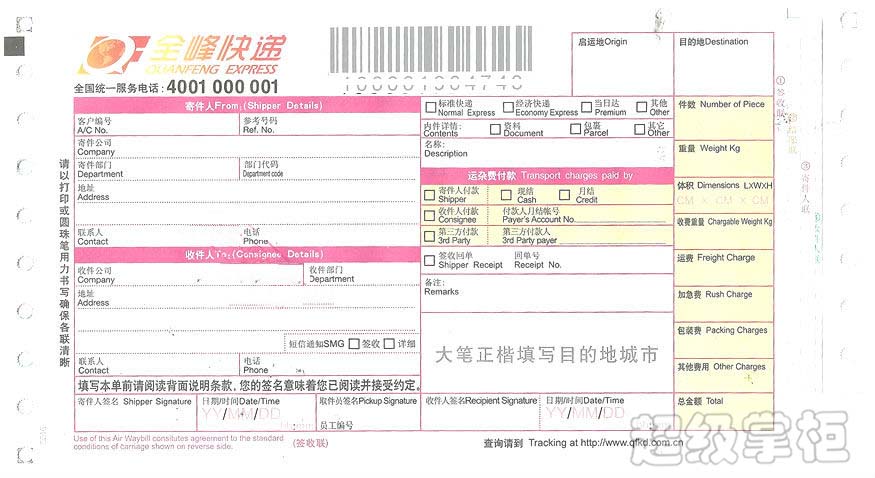 全峰快递
QUANFENG EXPRESS
全国统一服务电话: 4001 000 001
启运地Origin
目的地Destination
寄件人From:(Shipper Details)
客户编号
A/C No.
参考号码
Ref. No.
寄件公司
Company
寄件部门
Department
部门代码
Department code
地址
Address
联系人
Contact
电话
Phone
收件人To:(Consignee Details)
收件公司
Company
收件部门
Department
地址
Address
短信通知SMG 签收 详细
联系人
Contact
电话
Phone
填写本单前请阅读背面说明条款, 您的签名意味着您已阅读并接受约定。
寄件人签名 Shipper Signature
日期/时间Date/Time
YY/MM/DD
取件员签名Pickup Signature
员工编号
标准快递
Normal Express
经济快递
Economy Express
当日达
Premium
其他
Other
内件详情:
Contents
资料
Document
包裹
Parcel
其它
Other
名称:
Description
运杂费付款 Transport charges paid by
寄件人付款
Shipper
现结
Cash
月结
Credit
收件人付款
Consignee
付款人月结帐号
Payer's Account No
第三方付款
3rd Party
第三方付款人
3rd Party payer
签收回单
Shipper Receipt
回单号
Receipt No.
备注:
Remarks
大笔正楷填写目的地城市
收件人签名Recipient Signature
日期/时间Date/Time
YY/MM/DD
件数 Number of Piece
重量 Weight Kg
体积 Dimensions LxWxH
CM x CM x CM
收费重量 Chargable Weight Kg
运费 Freight Charge
加急费 Rush Charge
包装费 Packing Charges
其他费用 Other Charges
总金额 Total
请以打印或圆珠笔用力书写确保各联清晰
①签收联
③寄件人联
Use of this Air Waybill constitutes agreement to the standard
conditions of carriage shown on reverse side.
(签收联)
查询请到 Tracking at http://www.qfkd.com.cn
超级掌柜